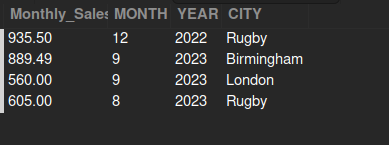 Monthly_Sales MONTH YEAR CITY
935.50 12 2022 Rugby
889.49 9 2023 Birmingham
560.00 9 2023 London
605.00 8 2023 Rugby